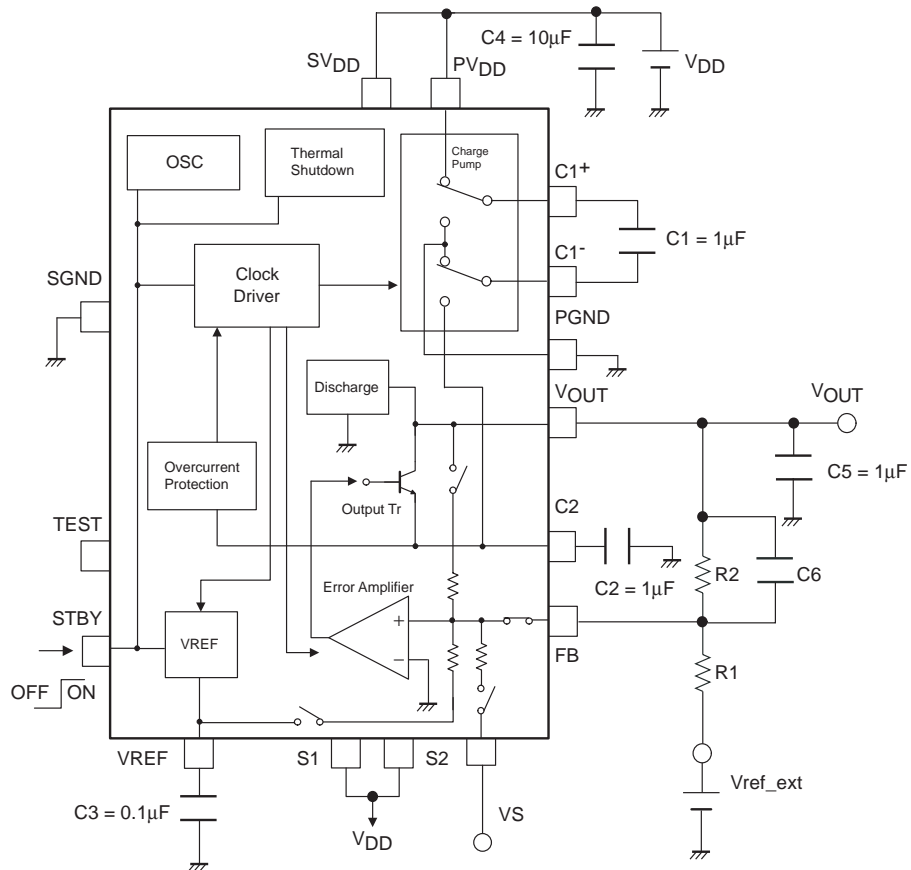 C4 = 10μF
SVDD
PVDD
VDD
OSC
Thermal
Shutdown
Charge
Pump
C1+
C1 = 1μF
C1-
Clock
Driver
SGND
PGND
Discharge
VOUT
VOUT
Overcurrent
Protection
C5 = 1μF
Output Tr
C2
TEST
R2
C6
C2 = 1μF
Error Amplifier
STBY
+
VREF
FB
−
R1
OFF
ON
VREF
S1
S2
Vref_ext
C3 = 0.1μF
VS
VDD